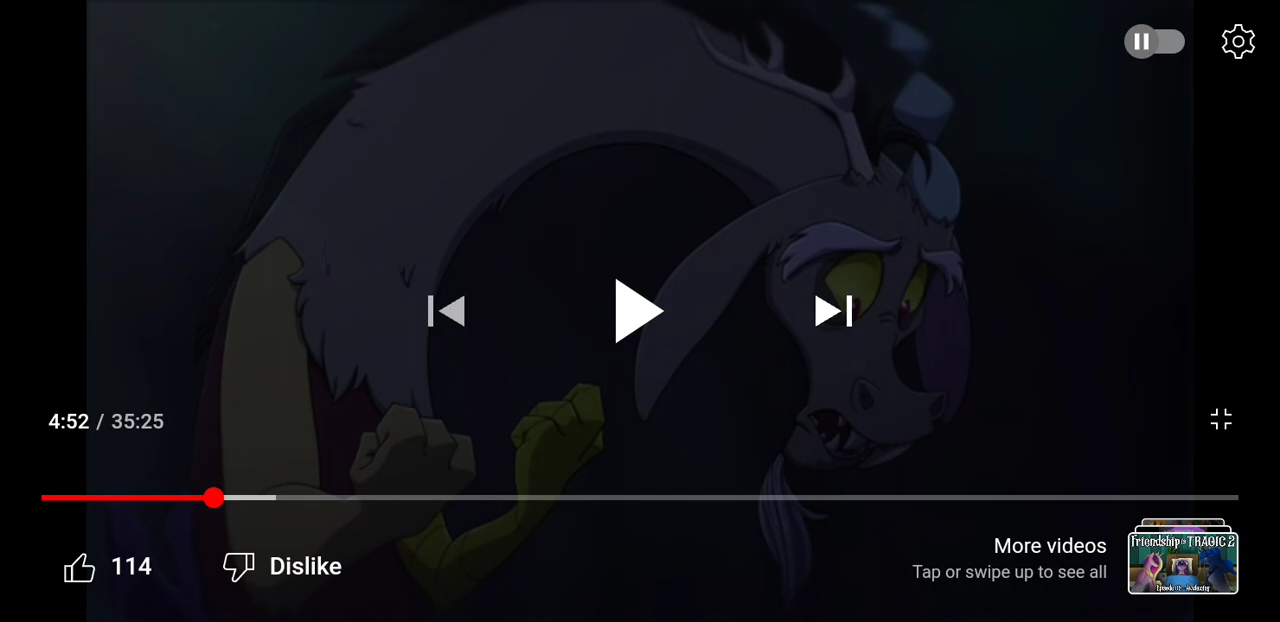 4:52 / 35:25
114
Dislike
More videos
Tap or swipe up to see all
Friendship is TRAGIC 2